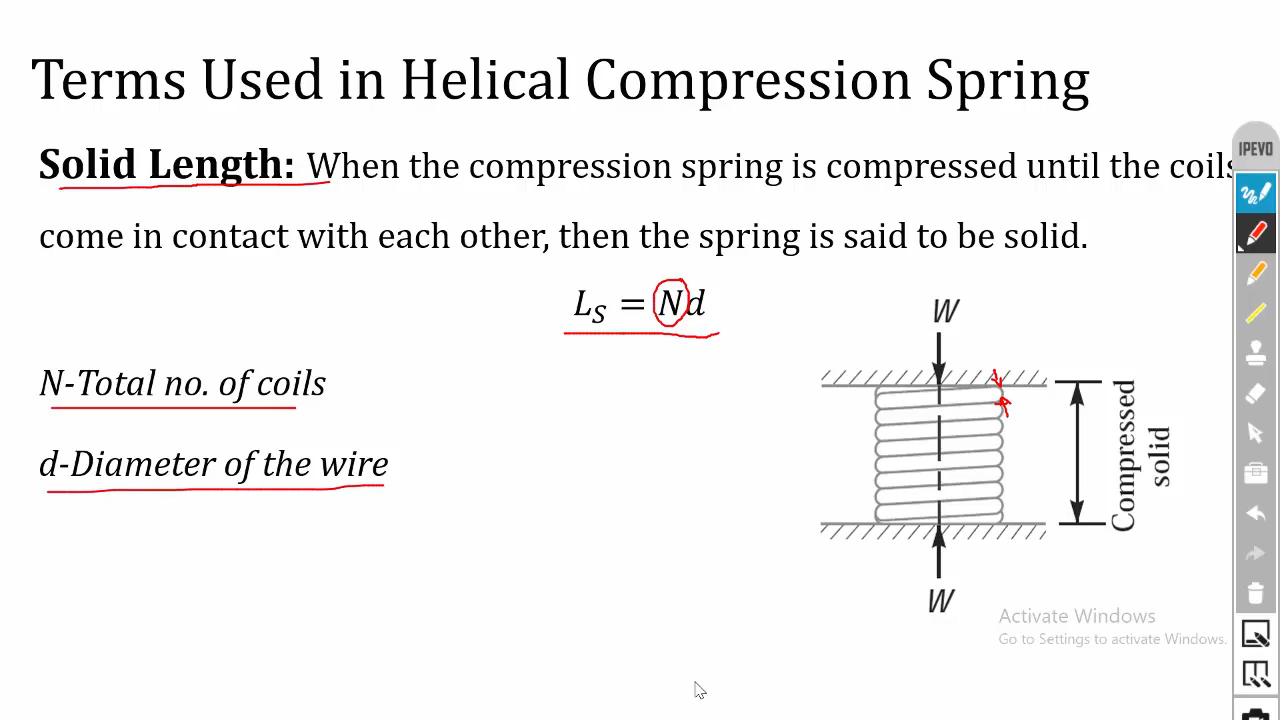 Terms Used in Helical Compression Spring
Solid Length: When the compression spring is compressed until the coils
come in contact with each other, then the spring is said to be solid.
L_S = Nd
N-Total no. of coils
d-Diameter of the wire
W
Compressed
solid
W
Activate Windows
Go to Settings to activate Windows.
IPEVO